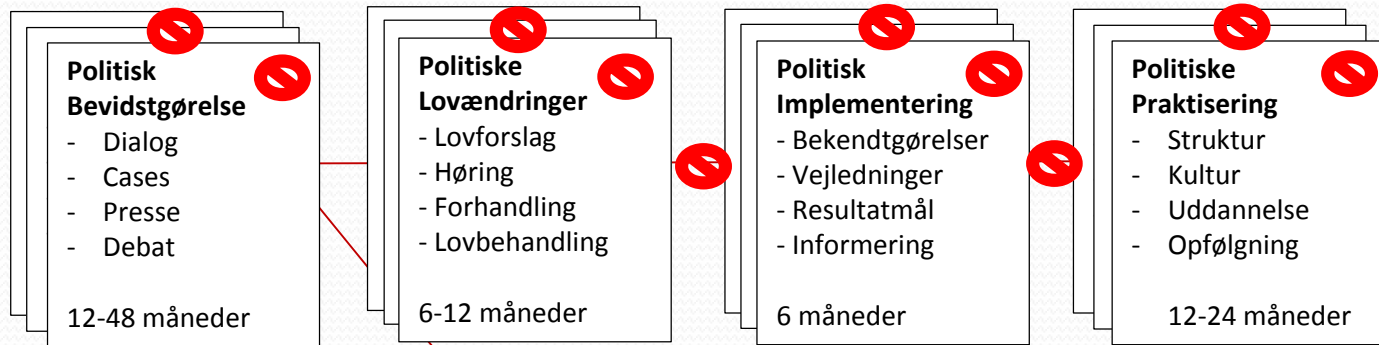 Politisk
Bevidstgørelse
- Dialog
- Cases
- Presse
- Debat
12-48 måneder
Politiske
Lovændringer
- Lovforslag
- Høring
- Forhandling
- Lovbehandling
6-12 måneder
Politisk
Implementering
- Bekendtgørelser
- Vejledninger
- Resultatmål
- Informering
6 måneder
Politiske
Praktisering
- Struktur
- Kultur
- Uddannelse
- Opfølgning
12-24 måneder